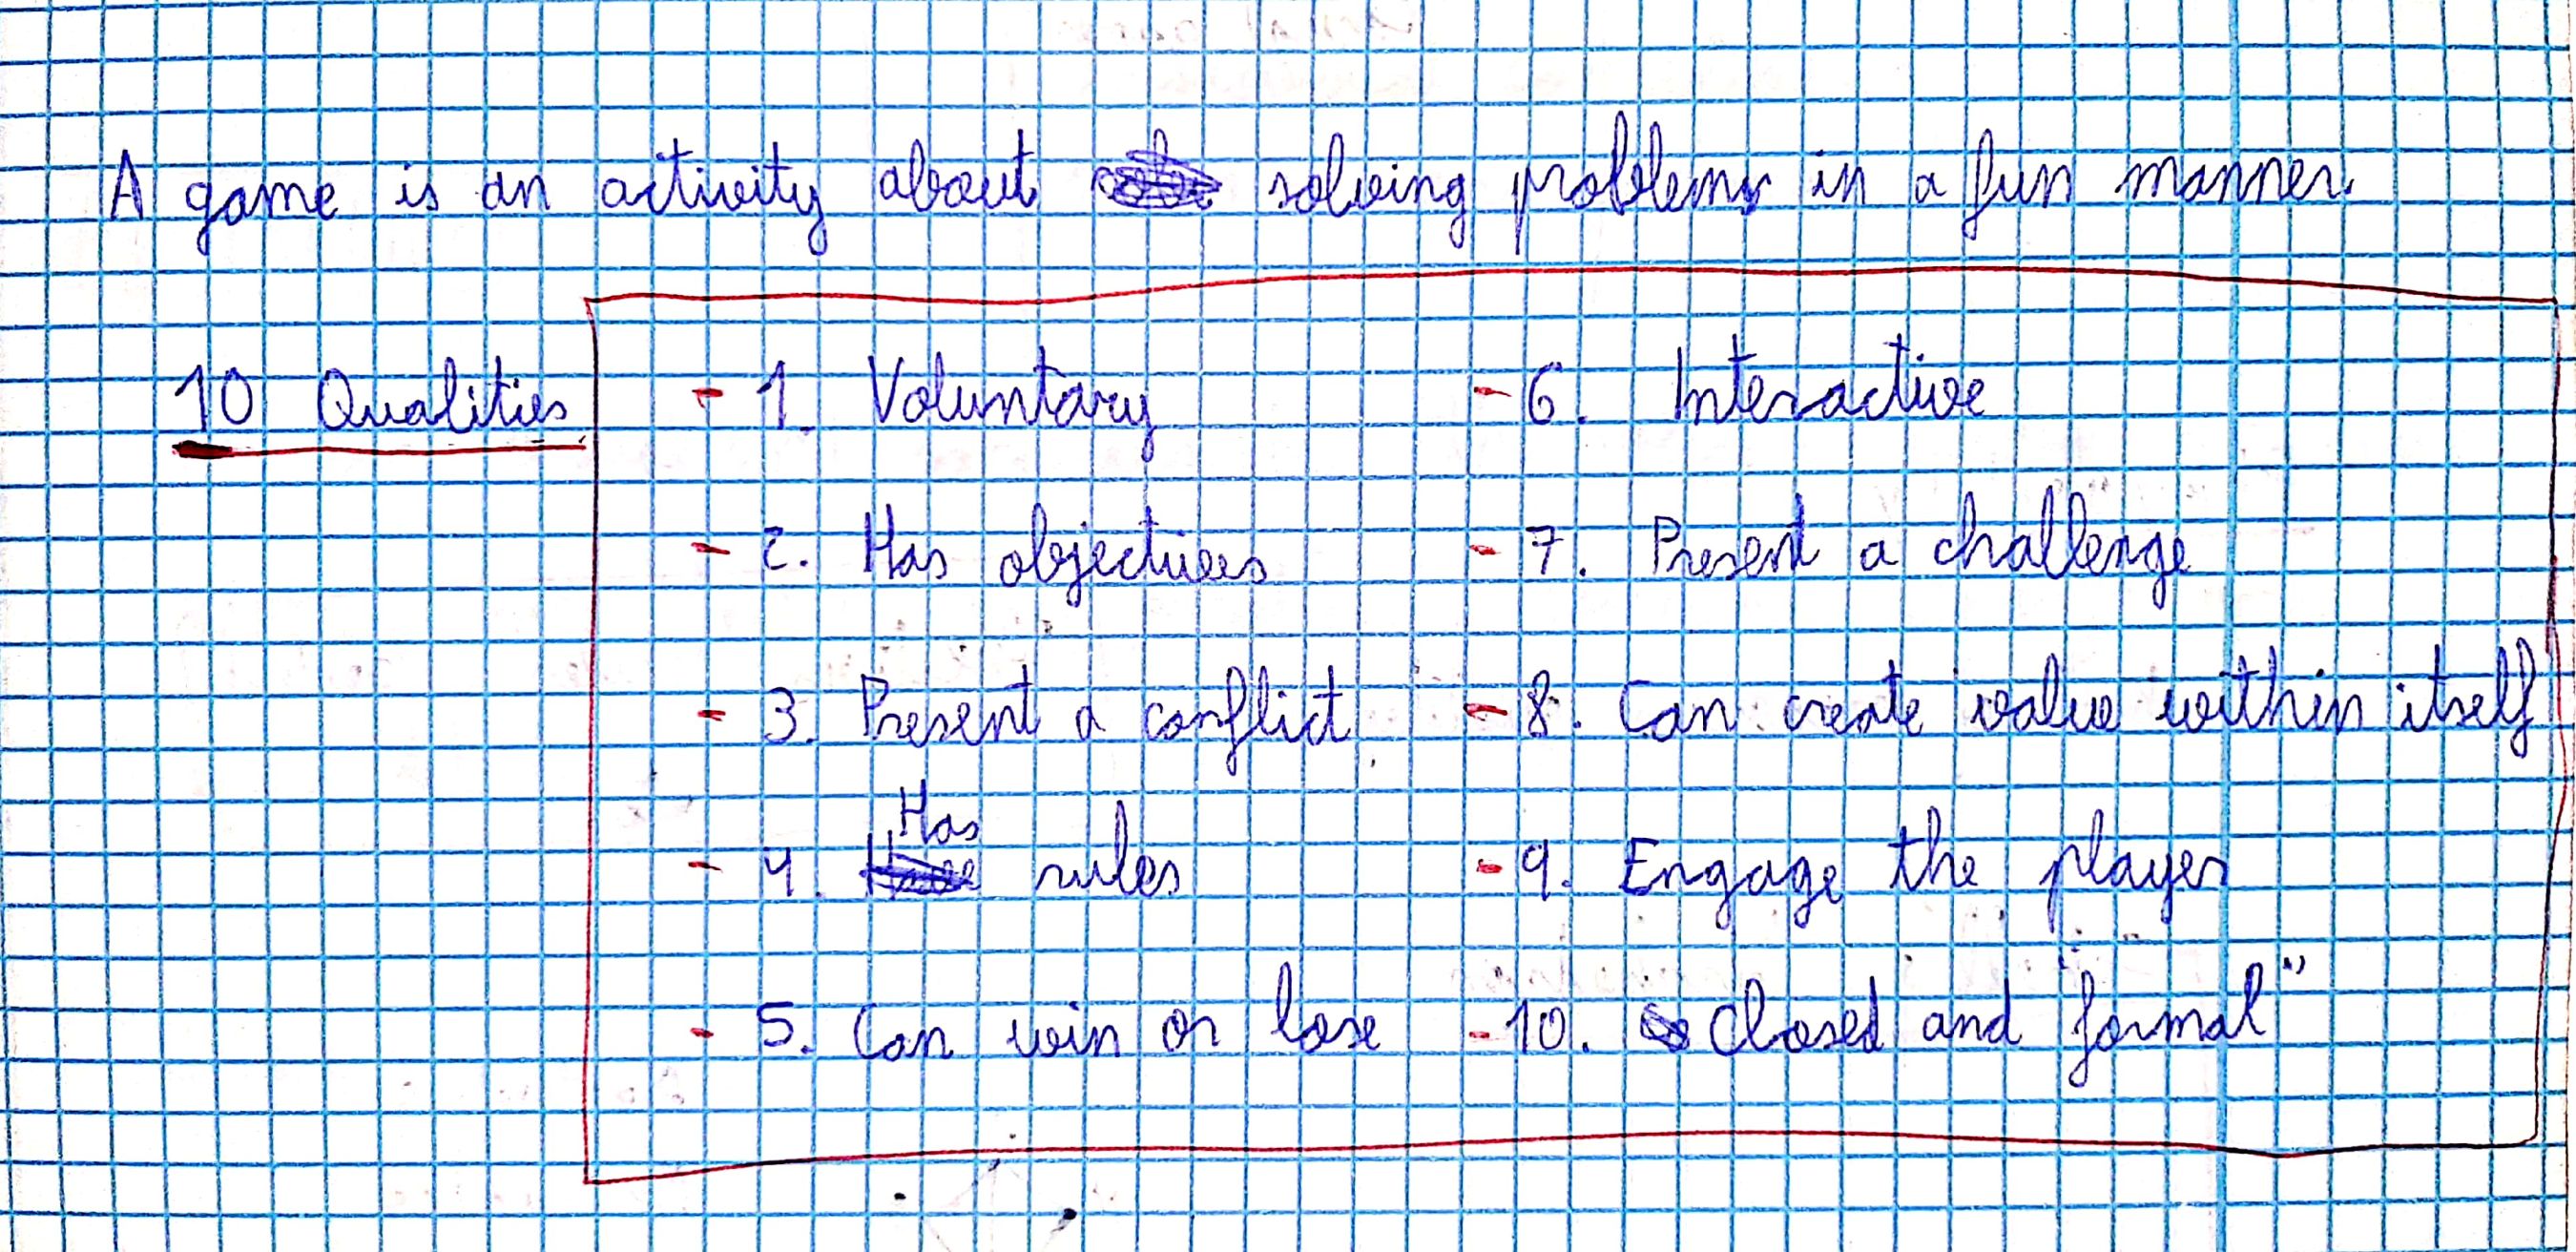 A game is an activity about solving problems in a fun manner.
10 Qualities
- 1. Voluntary
- 2. Has objectives
- 3. Present a conflict
- 4. Has rules
- 5. Can win or lose
- 6. Interactive
- 7. Present a challenge
- 8. Can create value within itself
- 9. Engage the player
- 10. Closed and formal"